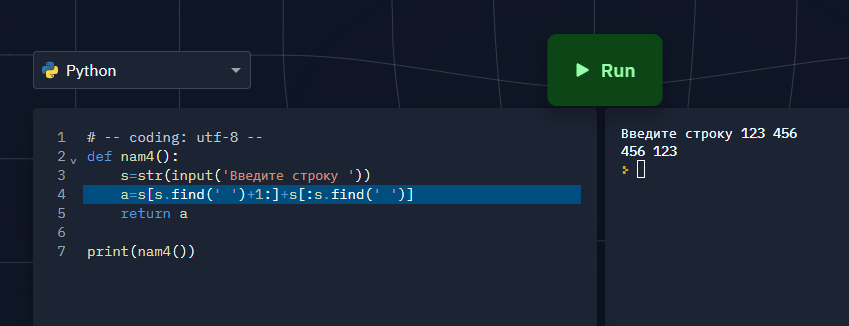 Python
Run
1 # -- coding: utf-8 --
2 def nam4():
3 s=str(input('Введите строку '))
4 a=s[s.find(' ')+1:]+s[:s.find(' ')]
5 return a
6
7 print(nam4())
Введите строку 123 456
456 123
>